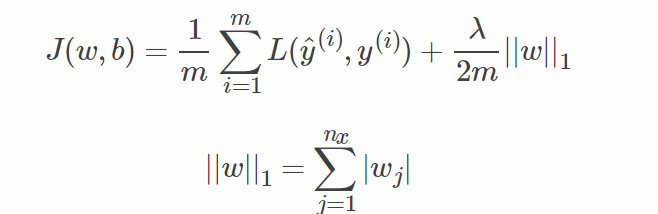 J(w, b) = \frac{1}{m} \sum_{i=1}^{m} L(\hat{y}^{(i)}, y^{(i)}) + \frac{\lambda}{2m} ||w||_1
||w||_1 = \sum_{j=1}^{n_x} |w_j|